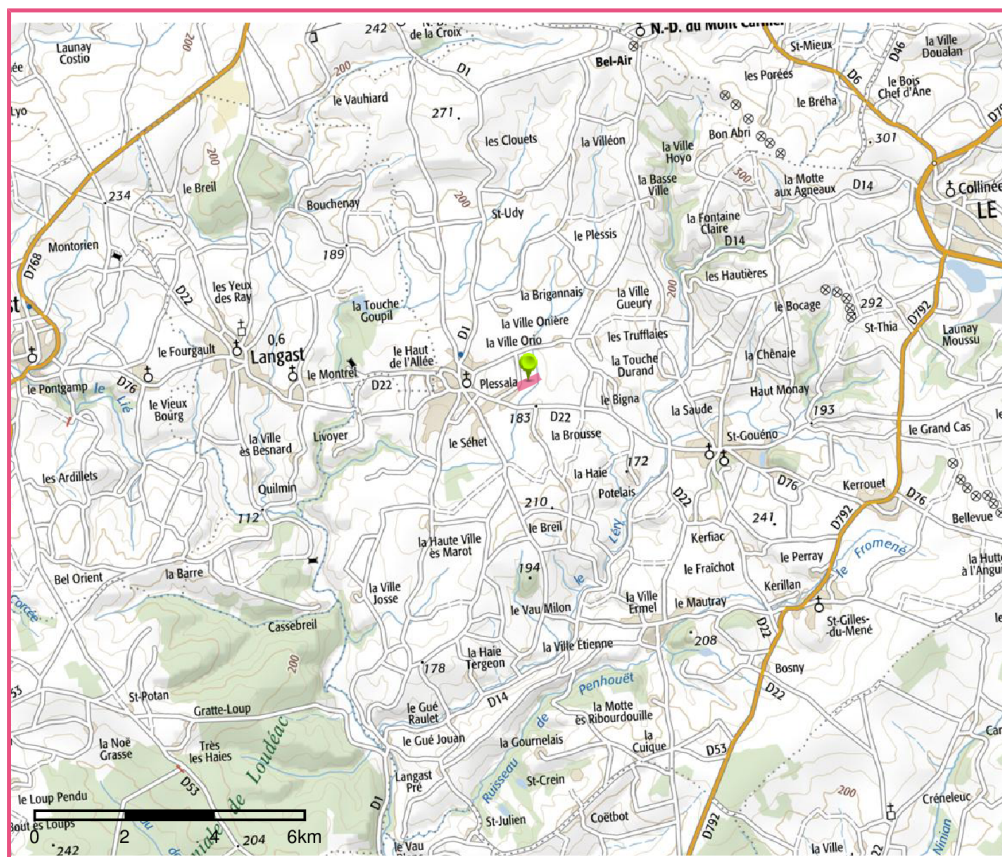 242
N.-D.
de la Croix
N.-D. du Mont Carmel
Bel-Air
St-Mieux
D46
la Ville
Doualan
Launay
Costio
200
D1
les Porées
D6
le Bois
Chef d'Ane
Lyo
le Vauhiard
200
271
les Clouets
la Villéon
le Bréha
Bon Abri
301
200
la Ville
Hoyo
234
le Breil
Bouchenay
200
la Basse
Ville
300
la Motte
aux Agneaux
D14
Collinée
LE
Montorien
St-Udy
la Fontaine
Claire
D14
D768
189
le Plessis
les Hautières
les Yeux
des Ray
D22
la Touche
Goupil
la Brigannais
la Ville
Gueury
200
le Bocage
292
St-Thia
D792
Launay
Moussu
D1
la Ville Orière
la Ville Orio
les Trufflaies
st
0,6
le Fourgault
Langast
le Haut
de l'Allée
la Touche
Durand
la Chênaie
le Pontgamp
le
Lié
D76
le Montret
D22
Plessala
Haut Monay
193
le Vieux
Bourg
183
D22
le Bigna
la Saude
la Ville
ès Besnard
Livoyer
le Séhet
la Brousse
St-Gouéno
le Grand Cas
les Ardillets
la Haie
172
Quilmin
Potelais
D22
D76
Kerrouet
D76
112
210
241
D792
Bellevue
la Haute Ville
ès Marot
le Breil
Léry
Kerfiac
le Perray
le Fromené
la Hutte
à l'Angui
Bel Orient
la Barre
la Ville
Josse
194
le
le Fraîchot
Kerillan
Corcée
le Vau Milon
la Ville
Ermel
le Mautray
St-Gilles-
du-Mené
Cassebreil
D22
208
200
la Ville Étienne
178
la Haie
Tergeon
Bosny
St-Potan
Penhouët
D22
D14
Gratte-Loup
le Gué
Raulet
de
la Motte
ès Ribourdouille
la Noë
Grasse
Très
les Haies
le Gué Jouan
la Gournelais
la
Cuique
D53
de Loudéac
D53
Langast
Pré
Ruisseau
St-Crein
le Loup Pendu
D1
200
Créneleuc
St-Julien
Coëtbot
D792
Ninian
0
2
4
6km
242
204
le Vau
la Ville